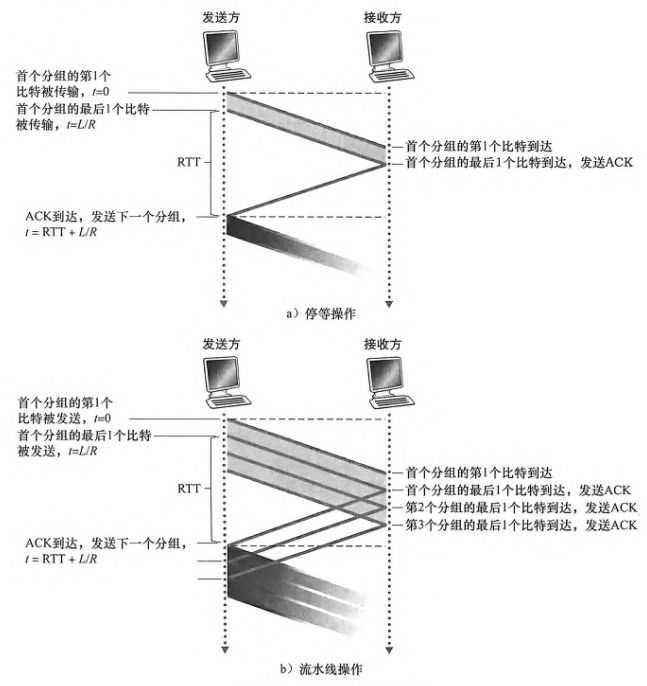 发送方
接收方
首个分组的第1个
比特被传输，t=0
首个分组的最后1个比特
被传输，t=L/R
RTT
首个分组的第1个比特到达
首个分组的最后1个比特到达，发送ACK
ACK到达，发送下一个分组，
t = RTT + L/R
a）停等操作
发送方
接收方
首个分组的第1个
比特被发送，t=0
首个分组的最后1个比特
被发送，t=L/R
RTT
首个分组的第1个比特到达
首个分组的最后1个比特到达，发送ACK
第2个分组的最后1个比特到达，发送ACK
第3个分组的最后1个比特到达，发送ACK
ACK到达，发送下一个分组，
t = RTT + L/R
b）流水线操作